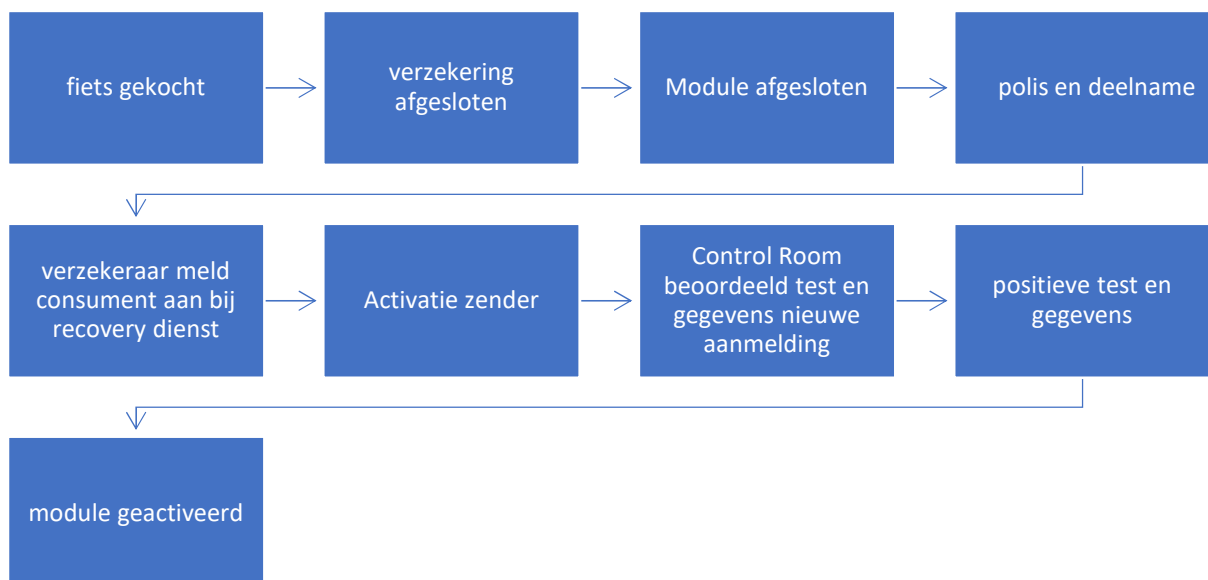 fiets gekocht
verzekering
afgesloten
Module afgesloten
polis en deelname
verzekeraar meld
consument aan bij
recovery dienst
Activatie zender
Control Room
beoordeeld test en
gegevens nieuwe
aanmelding
positieve test en
gegevens
module geactiveerd